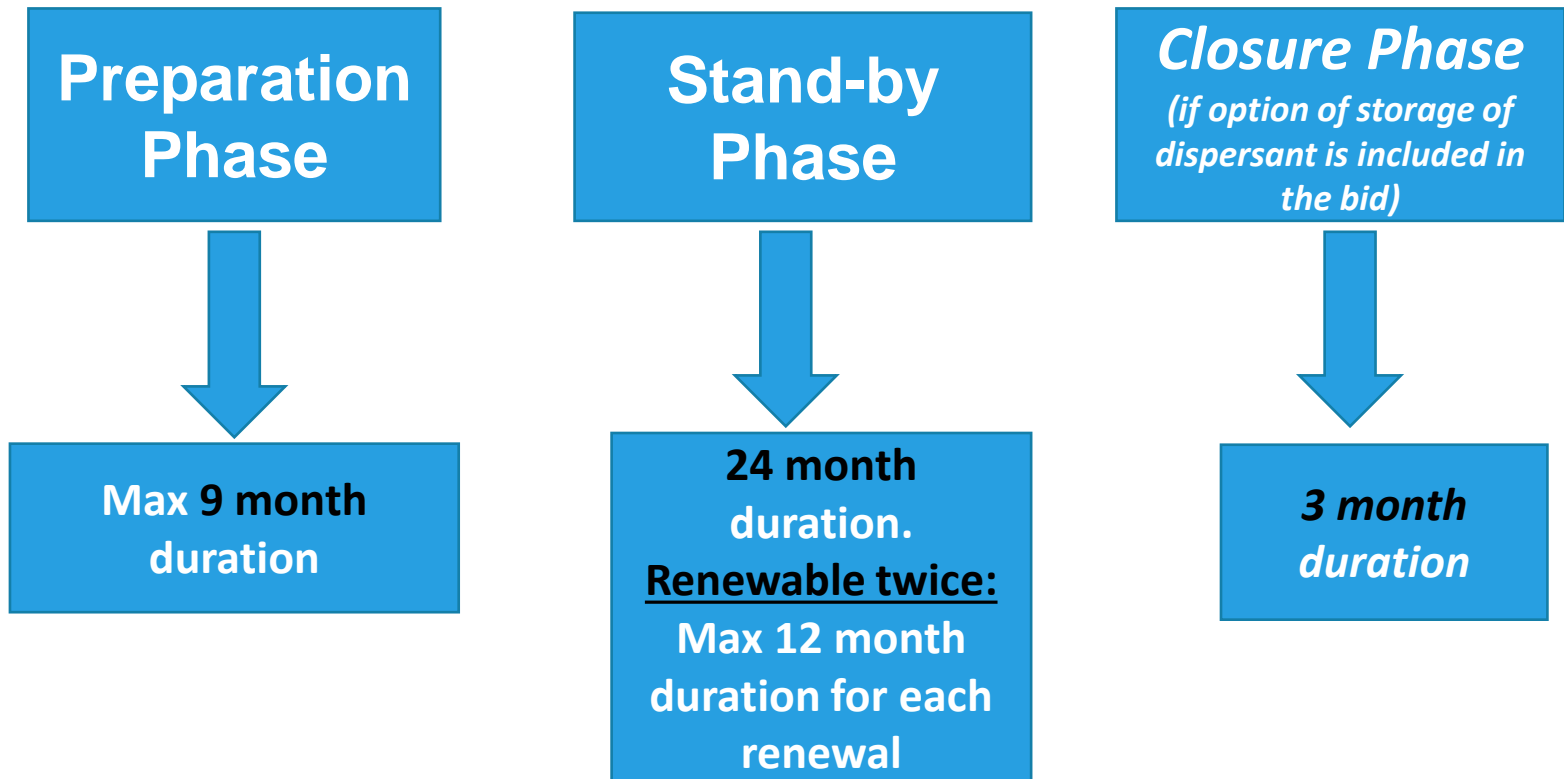 Preparation
Phase
Max 9 month
duration
Stand-by
Phase
24 month
duration.
Renewable twice:
Max 12 month
duration for each
renewal
Closure Phase
(if option of storage of
dispersant is included in
the bid)
3 month
duration